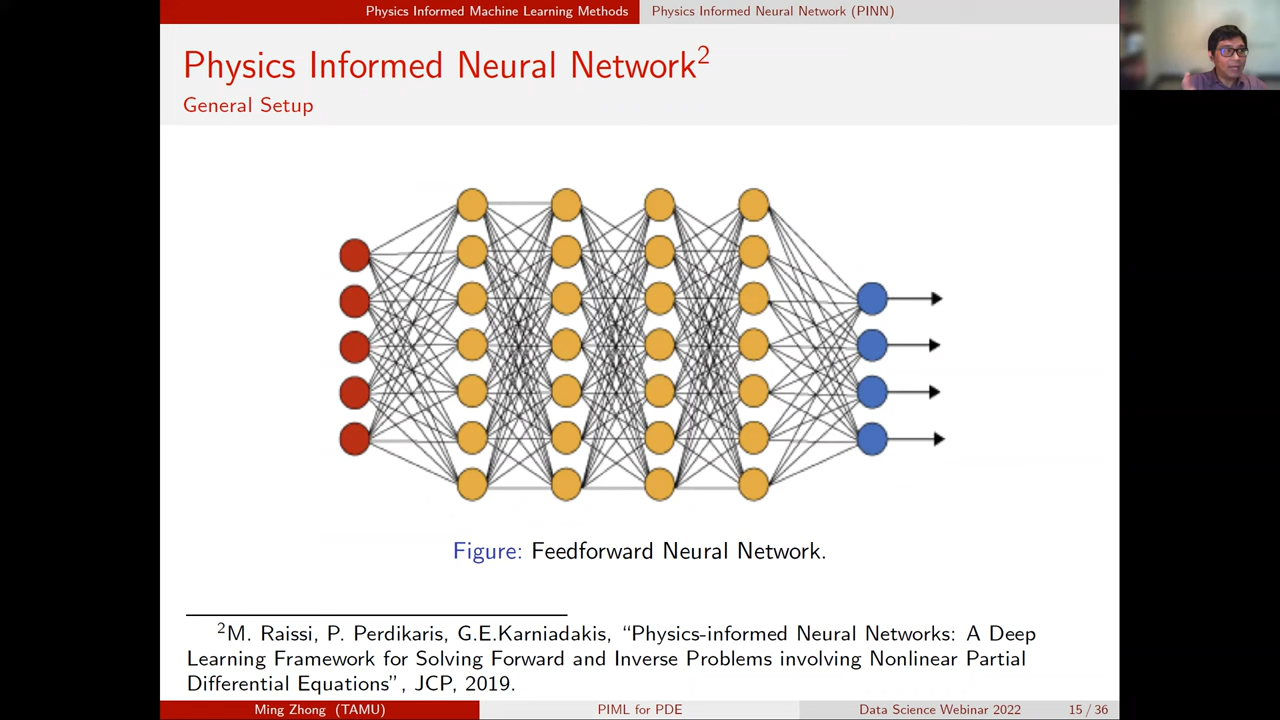 Physics Informed Machine Learning Methods Physics Informed Neural Network (PINN)
Physics Informed Neural Network²
General Setup
Figure: Feedforward Neural Network.
²M. Raissi, P. Perdikaris, G.E.Karniadakis, “Physics-informed Neural Networks: A Deep
Learning Framework for Solving Forward and Inverse Problems involving Nonlinear Partial
Differential Equations”, JCP, 2019.
Ming Zhong (TAMU) PIML for PDE Data Science Webinar 2022 15 / 36